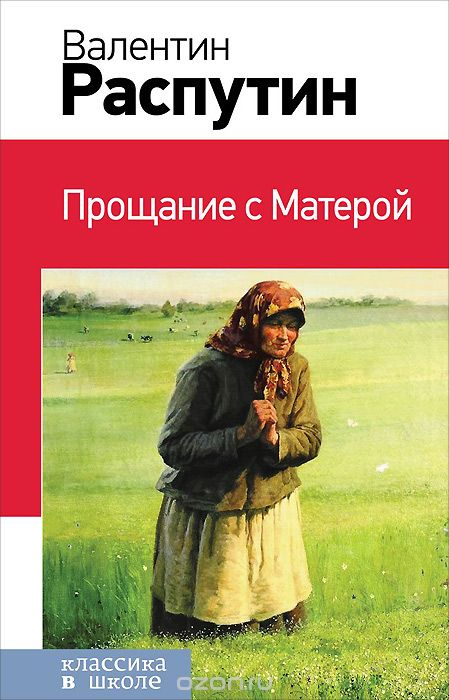 Валентин
Распутин
Прощание с Матерой
классика
в школе
ozon.ru